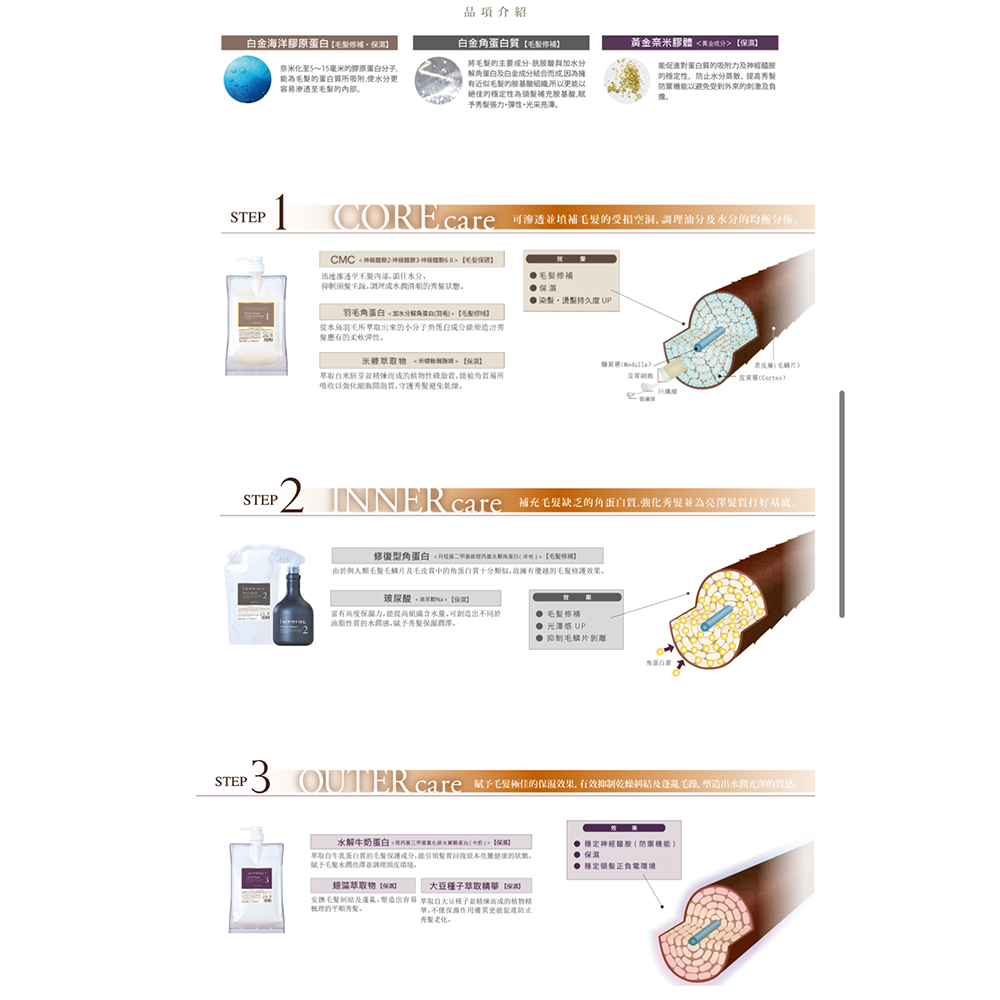 品項介紹
白金海洋膠原蛋白【毛髮修補・保濕】
奈米化至5～15毫米的膠原蛋白分子,
能為毛髮的蛋白質所吸附,使水分更
容易滲透至毛髮的內部。
白金角蛋白質【毛髮修補】
將毛髮的主要成分-胱胺酸與加水分
解角蛋白及白金成分結合而成,因為擁
有近似毛髮的胺基酸組織,所以更能以
絕佳的穩定性為頭髮補充胺基酸,賦
予秀髮張力・彈性・光采亮澤。
黃金奈米膠體<黃金成分>【保濕】
能促進對蛋白質的吸附力及神經醯胺
的穩定性, 防止水分蒸散、提高秀髮
防禦機能以避免受到外來的刺激及負
擔。
STEP 1 CORE care 可滲透並填補毛髮的受損空洞,調理油分及水分的均衡分佈。
CMC <神經醯胺2·神經醯胺3·神經醯胺6 II>【毛髮保護】
迅速滲透至毛髮內部,鎖住水分。
抑制頭髮毛躁,調理成水潤滑順的秀髮狀態。
羽毛角蛋白 <加水分解角蛋白(羽毛)>【毛髮修補】
從水鳥羽毛所萃取出來的小分子角蛋白成分能塑造出秀
髮應有的柔軟彈性。
米糠萃取物 <米糠鞘胺醣>【保濕】
萃取自米胚芽並精煉而成的植物性磷脂質,能被角質層所
吸收以強化細胞間脂質,守護秀髮避免乾燥。
效 果
●毛髮修補
●保濕
●染髮・燙髮持久度 UP
髓質層(Medulla)
皮質細胞
巨纖維
微纖維
表皮層(毛鱗片)
皮質層(Cortex)
STEP 2 INNER care 補充毛髮缺乏的角蛋白質,強化秀髮並為亮澤髮質打好基底。
修復型角蛋白 <月桂基二甲基銨羥丙基水解角蛋白(羊毛)>【毛髮修補】
由於與人類毛髮毛鱗片及毛皮質中的角蛋白質十分類似,故擁有優越的毛髮修護效果。
玻尿酸 <玻尿酸Na>【保濕】
富有高度保濕力,能提高組織含水量,可創造出不同於
油脂性質的水潤感,賦予秀髮保濕潤澤。
效 果
● 毛髮修補
● 光澤感 UP
● 抑制毛鱗片剝離
角蛋白質
STEP 3 OUTER care 賦予毛髮極佳的保濕效果,有效抑制乾燥糾結及蓬亂毛躁,塑造出水潤光澤的質感。
水解牛奶蛋白 <羥丙基三甲基氯化銨水解酪蛋白(牛奶)>【保濕】
萃取自牛乳蛋白質的毛髮保護成分,能引領髮質回復原本亮麗健康的狀態,
賦予毛髮水潤亮澤並調理頭皮環境。
翅藻萃取物【保濕】
安撫毛髮糾結及蓬亂,塑造出容易
梳理的平順秀髮。
大豆種子萃取精華【保濕】
萃取自大豆種子並精煉而成的植物精
華,不僅保濕作用優異更能促進防止
秀髮老化。
效 果
● 穩定神經醯胺(防禦機能)
● 保濕
● 穩定頭髮正負電環境